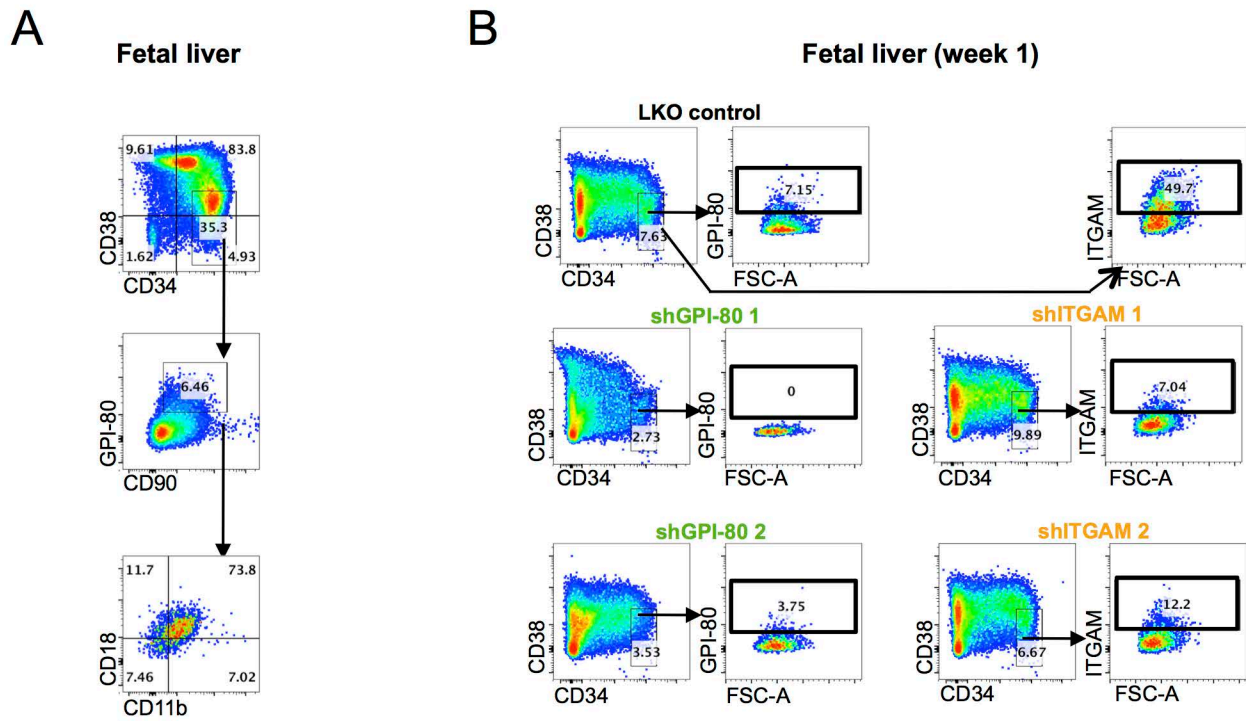 A
Fetal liver
9.61
83.8
35.3
1.62
4.93
CD38
CD34
6.46
GPI-80
CD90
11.7
73.8
7.46
7.02
CD18
CD11b
B
Fetal liver (week 1)
LKO control
7.63
CD38
CD34
7.15
GPI-80
FSC-A
49.7
ITGAM
FSC-A
shGPI-80 1
2.73
CD38
CD34
0
GPI-80
FSC-A
shITGAM 1
9.89
CD38
CD34
7.04
ITGAM
FSC-A
shGPI-80 2
3.53
CD38
CD34
3.75
GPI-80
FSC-A
shITGAM 2
6.67
CD38
CD34
12.2
ITGAM
FSC-A